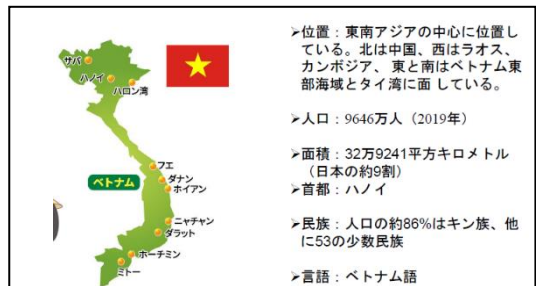 サパ
ハノイ
ハロン湾
フエ
ダナン
ホイアン
ベトナム
ニャチャン
ダラット
ホーチミン
ミトー
➢位置：東南アジアの中心に位置し
ている。北は中国、西はラオス、
カンボジア、 東と南はベトナム東
部海域とタイ湾に面 している。
➢人口：9646万人（2019年）
➢面積：32万9241平方キロメトル
（日本の約9割）
➢首都：ハノイ
➢民族：人口の約86%はキン族、他
に53の少数民族
➢言語：ベトナム語